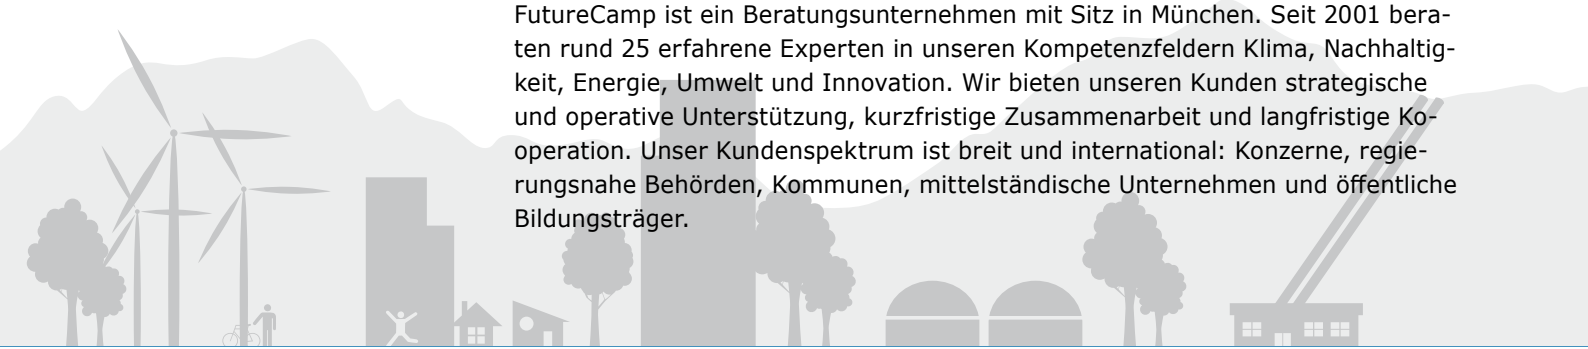 FutureCamp ist ein Beratungsunternehmen mit Sitz in München. Seit 2001 bera-
ten rund 25 erfahrene Experten in unseren Kompetenzfeldern Klima, Nachhaltig-
keit, Energie, Umwelt und Innovation. Wir bieten unseren Kunden strategische
und operative Unterstützung, kurzfristige Zusammenarbeit und langfristige Ko-
operation. Unser Kundenspektrum ist breit und international: Konzerne, regie-
rungsnahe Behörden, Kommunen, mittelständische Unternehmen und öffentliche
Bildungsträger.